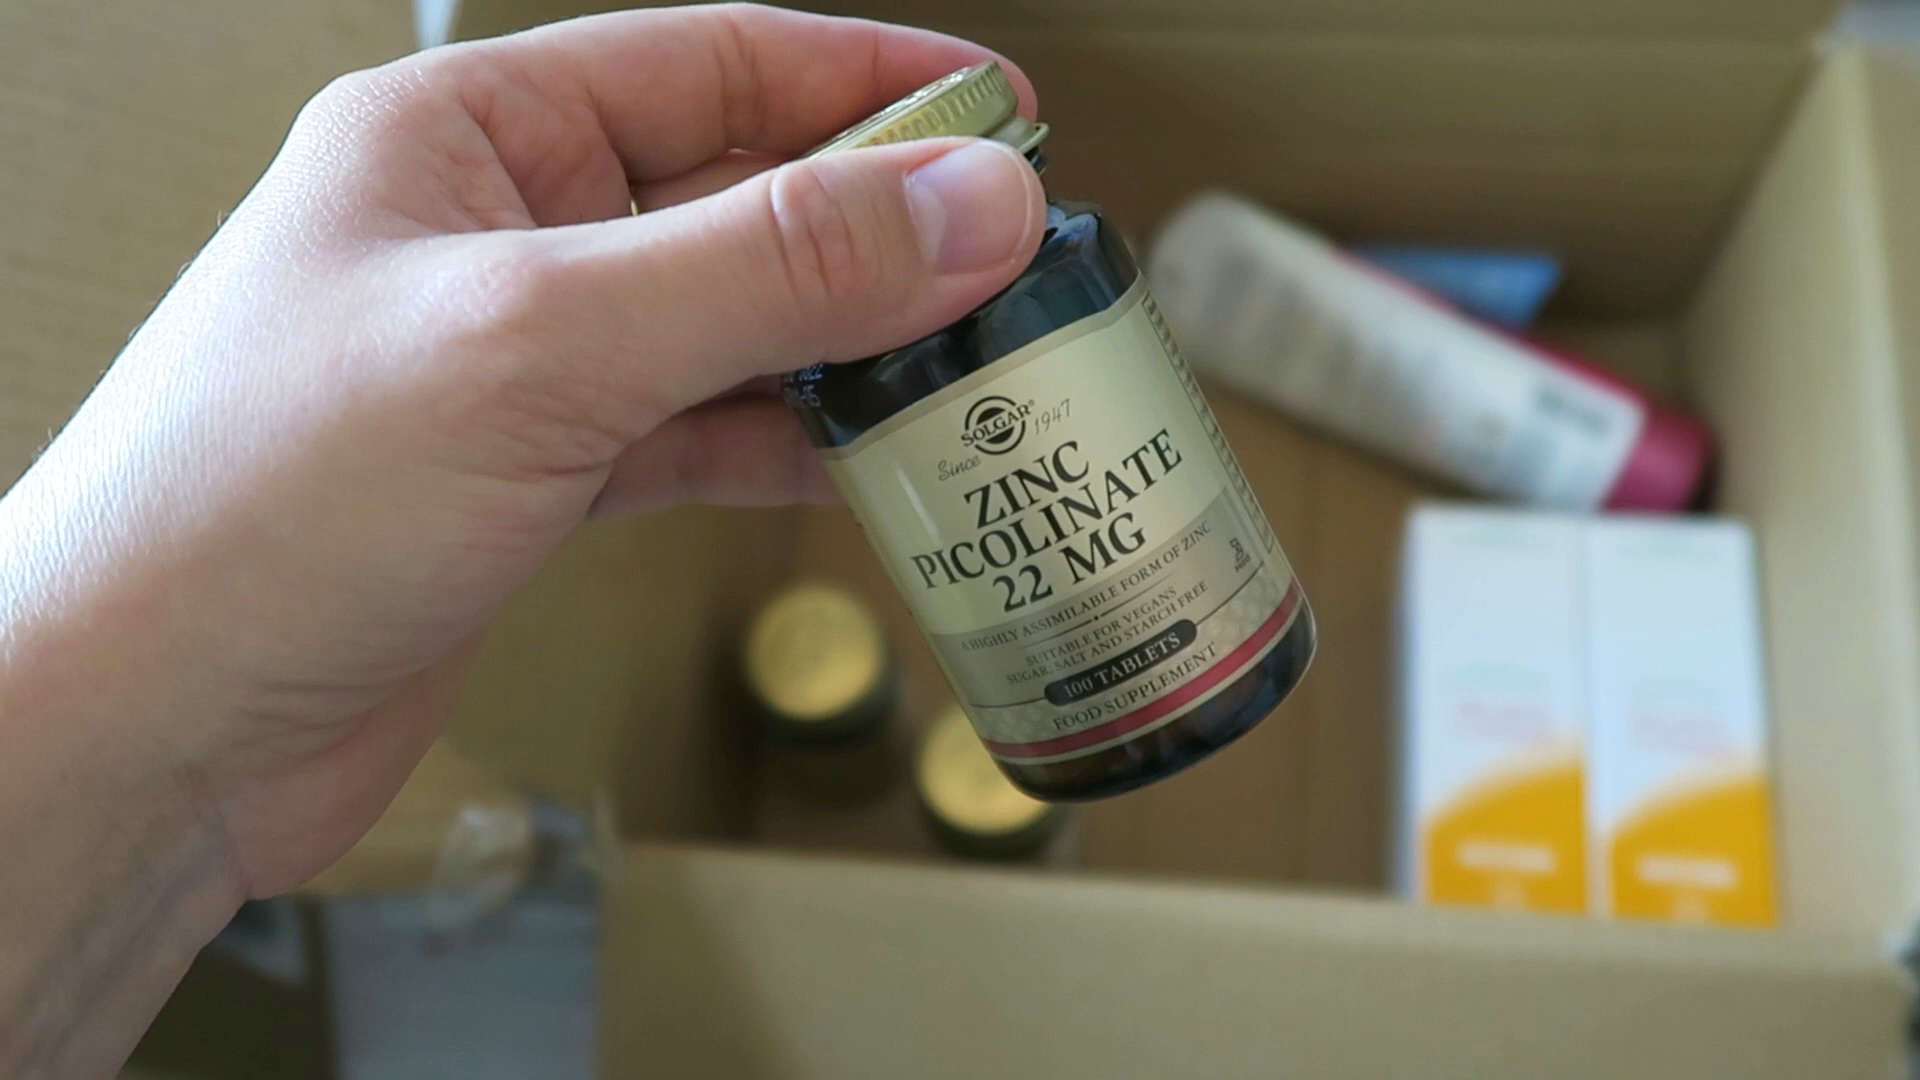 SOLGAR®
Since 1947
ZINC
PICOLINATE
22 MG
A HIGHLY ASSIMILABLE FORM OF ZINC
SUITABLE FOR VEGANS
SUGAR, SALT AND STARCH FREE
100 TABLETS
FOOD SUPPLEMENT